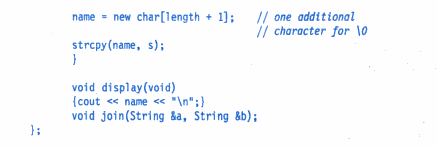 name = new char[length + 1]; // one additional
// character for \0
strcpy(name, s);
}
void display(void)
{cout << name << "\n";}
void join(String &a, String &b);
};